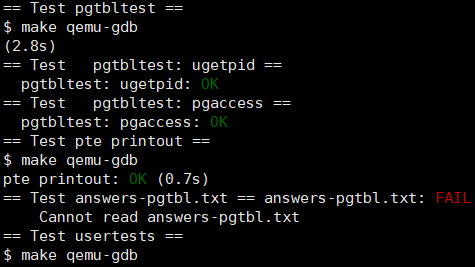 == Test pgtbltest ==
$ make qemu-gdb
(2.8s)
== Test   pgtbltest: ugetpid ==
  pgtbltest: ugetpid: OK
== Test   pgtbltest: pgaccess ==
  pgtbltest: pgaccess: OK
== Test pte printout ==
$ make qemu-gdb
pte printout: OK (0.7s)
== Test answers-pgtbl.txt == answers-pgtbl.txt: FAIL
    Cannot read answers-pgtbl.txt
== Test usertests ==
$ make qemu-gdb